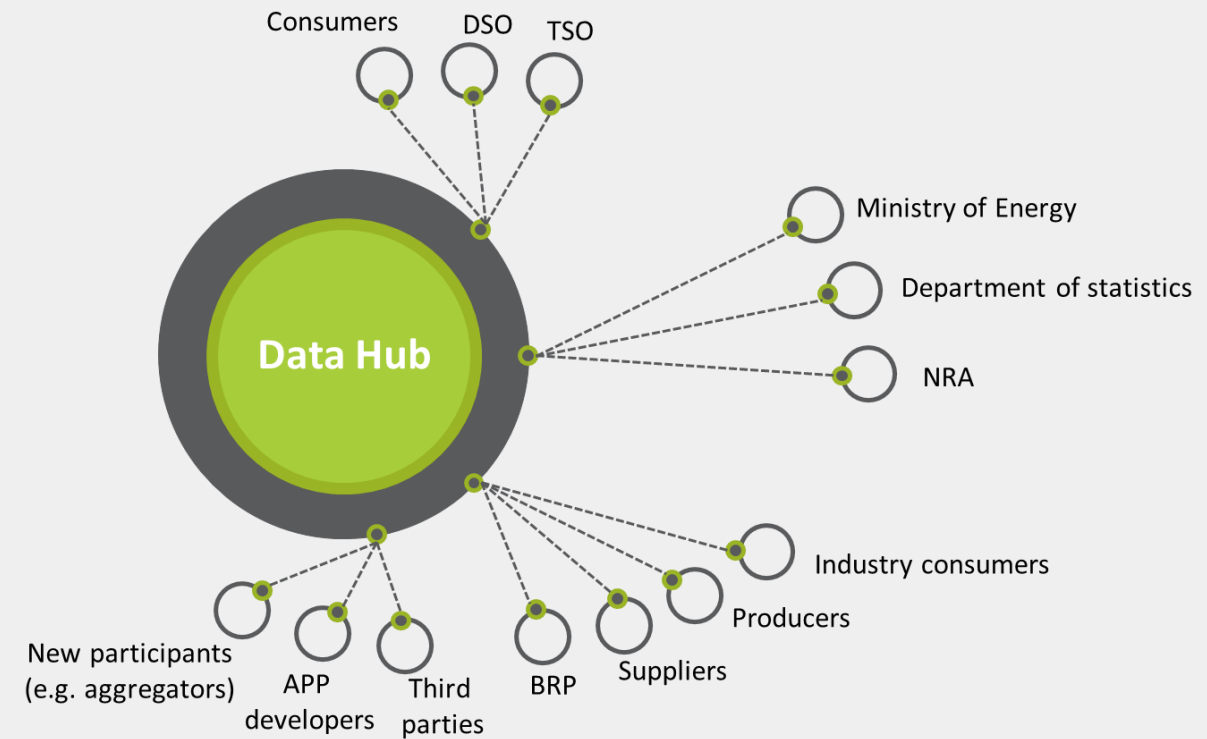 Consumers
DSO
TSO
Ministry of Energy
Department of statistics
Data Hub
NRA
Industry consumers
Producers
Suppliers
BRP
New participants
(e.g. aggregators)
APP
developers
Third
parties